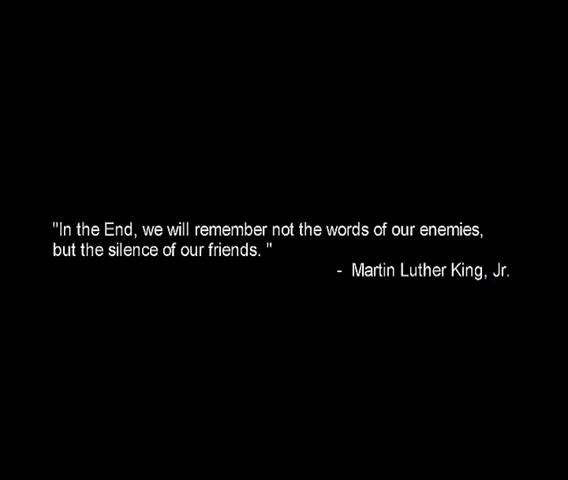 "In the End, we will remember not the words of our enemies,
but the silence of our friends. "
- Martin Luther King, Jr.